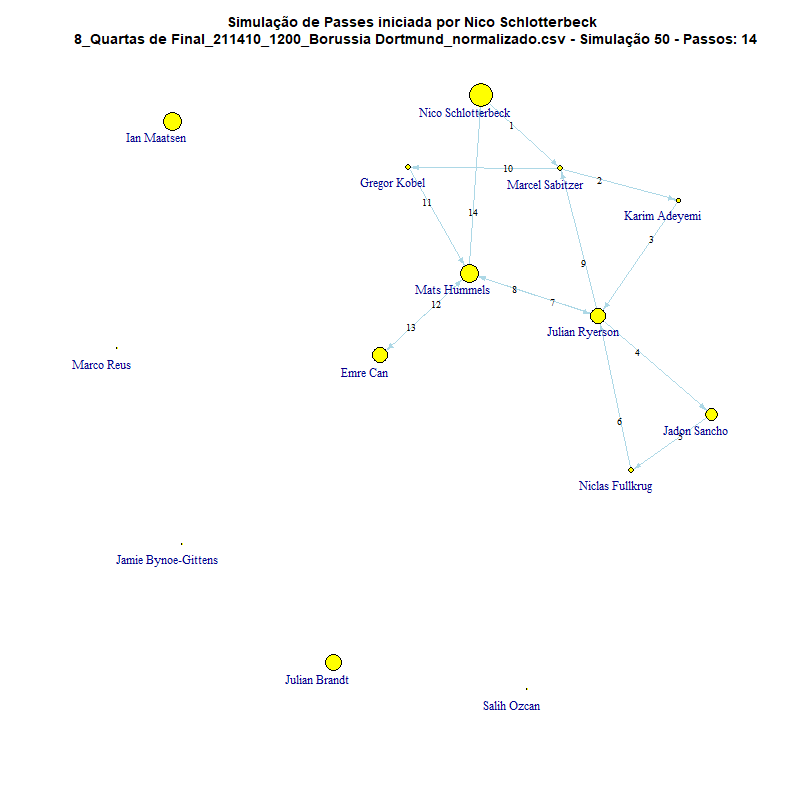 Simulação de Passes iniciada por Nico Schlotterbeck
8_Quartas de Final_211410_1200_Borussia Dortmund_normalizado.csv - Simulação 50 - Passos: 14
Nico Schlotterbeck
1
Ian Maatsen
10
2
Gregor Kobel
Marcel Sabitzer
11
14
Karim Adeyemi
3
9
Mats Hummels
8
7
12
13
Julian Ryerson
4
Marco Reus
Emre Can
6
Jadon Sancho
5
Niclas Fullkrug
Jamie Bynoe-Gittens
Julian Brandt
Salih Ozcan